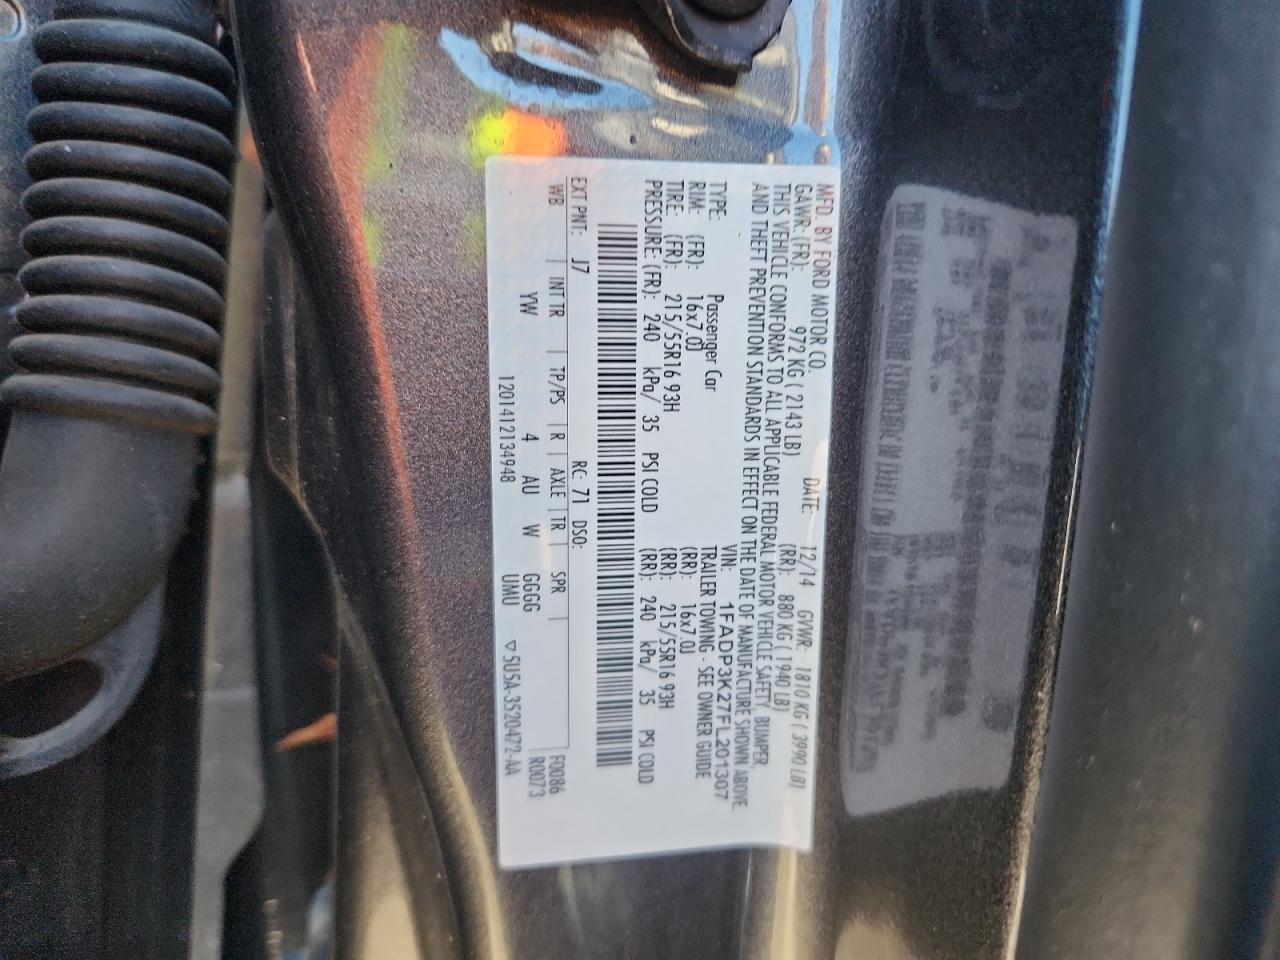 MFD. BY FORD MOTOR CO.
DATE: 12/14 GVWR: 1810 KG ( 3990 LB)
GAWR: (FR): 972 KG ( 2143 LB) (RR): 880 KG ( 1940 LB)
THIS VEHICLE CONFORMS TO ALL APPLICABLE FEDERAL MOTOR VEHICLE SAFETY, BUMPER,
AND THEFT PREVENTION STANDARDS IN EFFECT ON THE DATE OF MANUFACTURE SHOWN ABOVE.
VIN: 1FADP3K27FL201307
TYPE: Passenger Car TRAILER TOWING - SEE OWNER GUIDE
RIM: (FR): 16x7.0J (RR): 16x7.0J
TIRE: (FR): 215/55R16 93H (RR): 215/55R16 93H
PRESSURE: (FR): 240 kPa/ 35 PSI COLD (RR): 240 kPa/ 35 PSI COLD
EXT PNT: J7 RC: 71 DSO: F0086
WB | INT TR | TP/PS | R | AXLE | TR | SPR | R0073
YW 4 AU W GGGG
120141213494​8 UMU ▽5U5A-3520472-AA